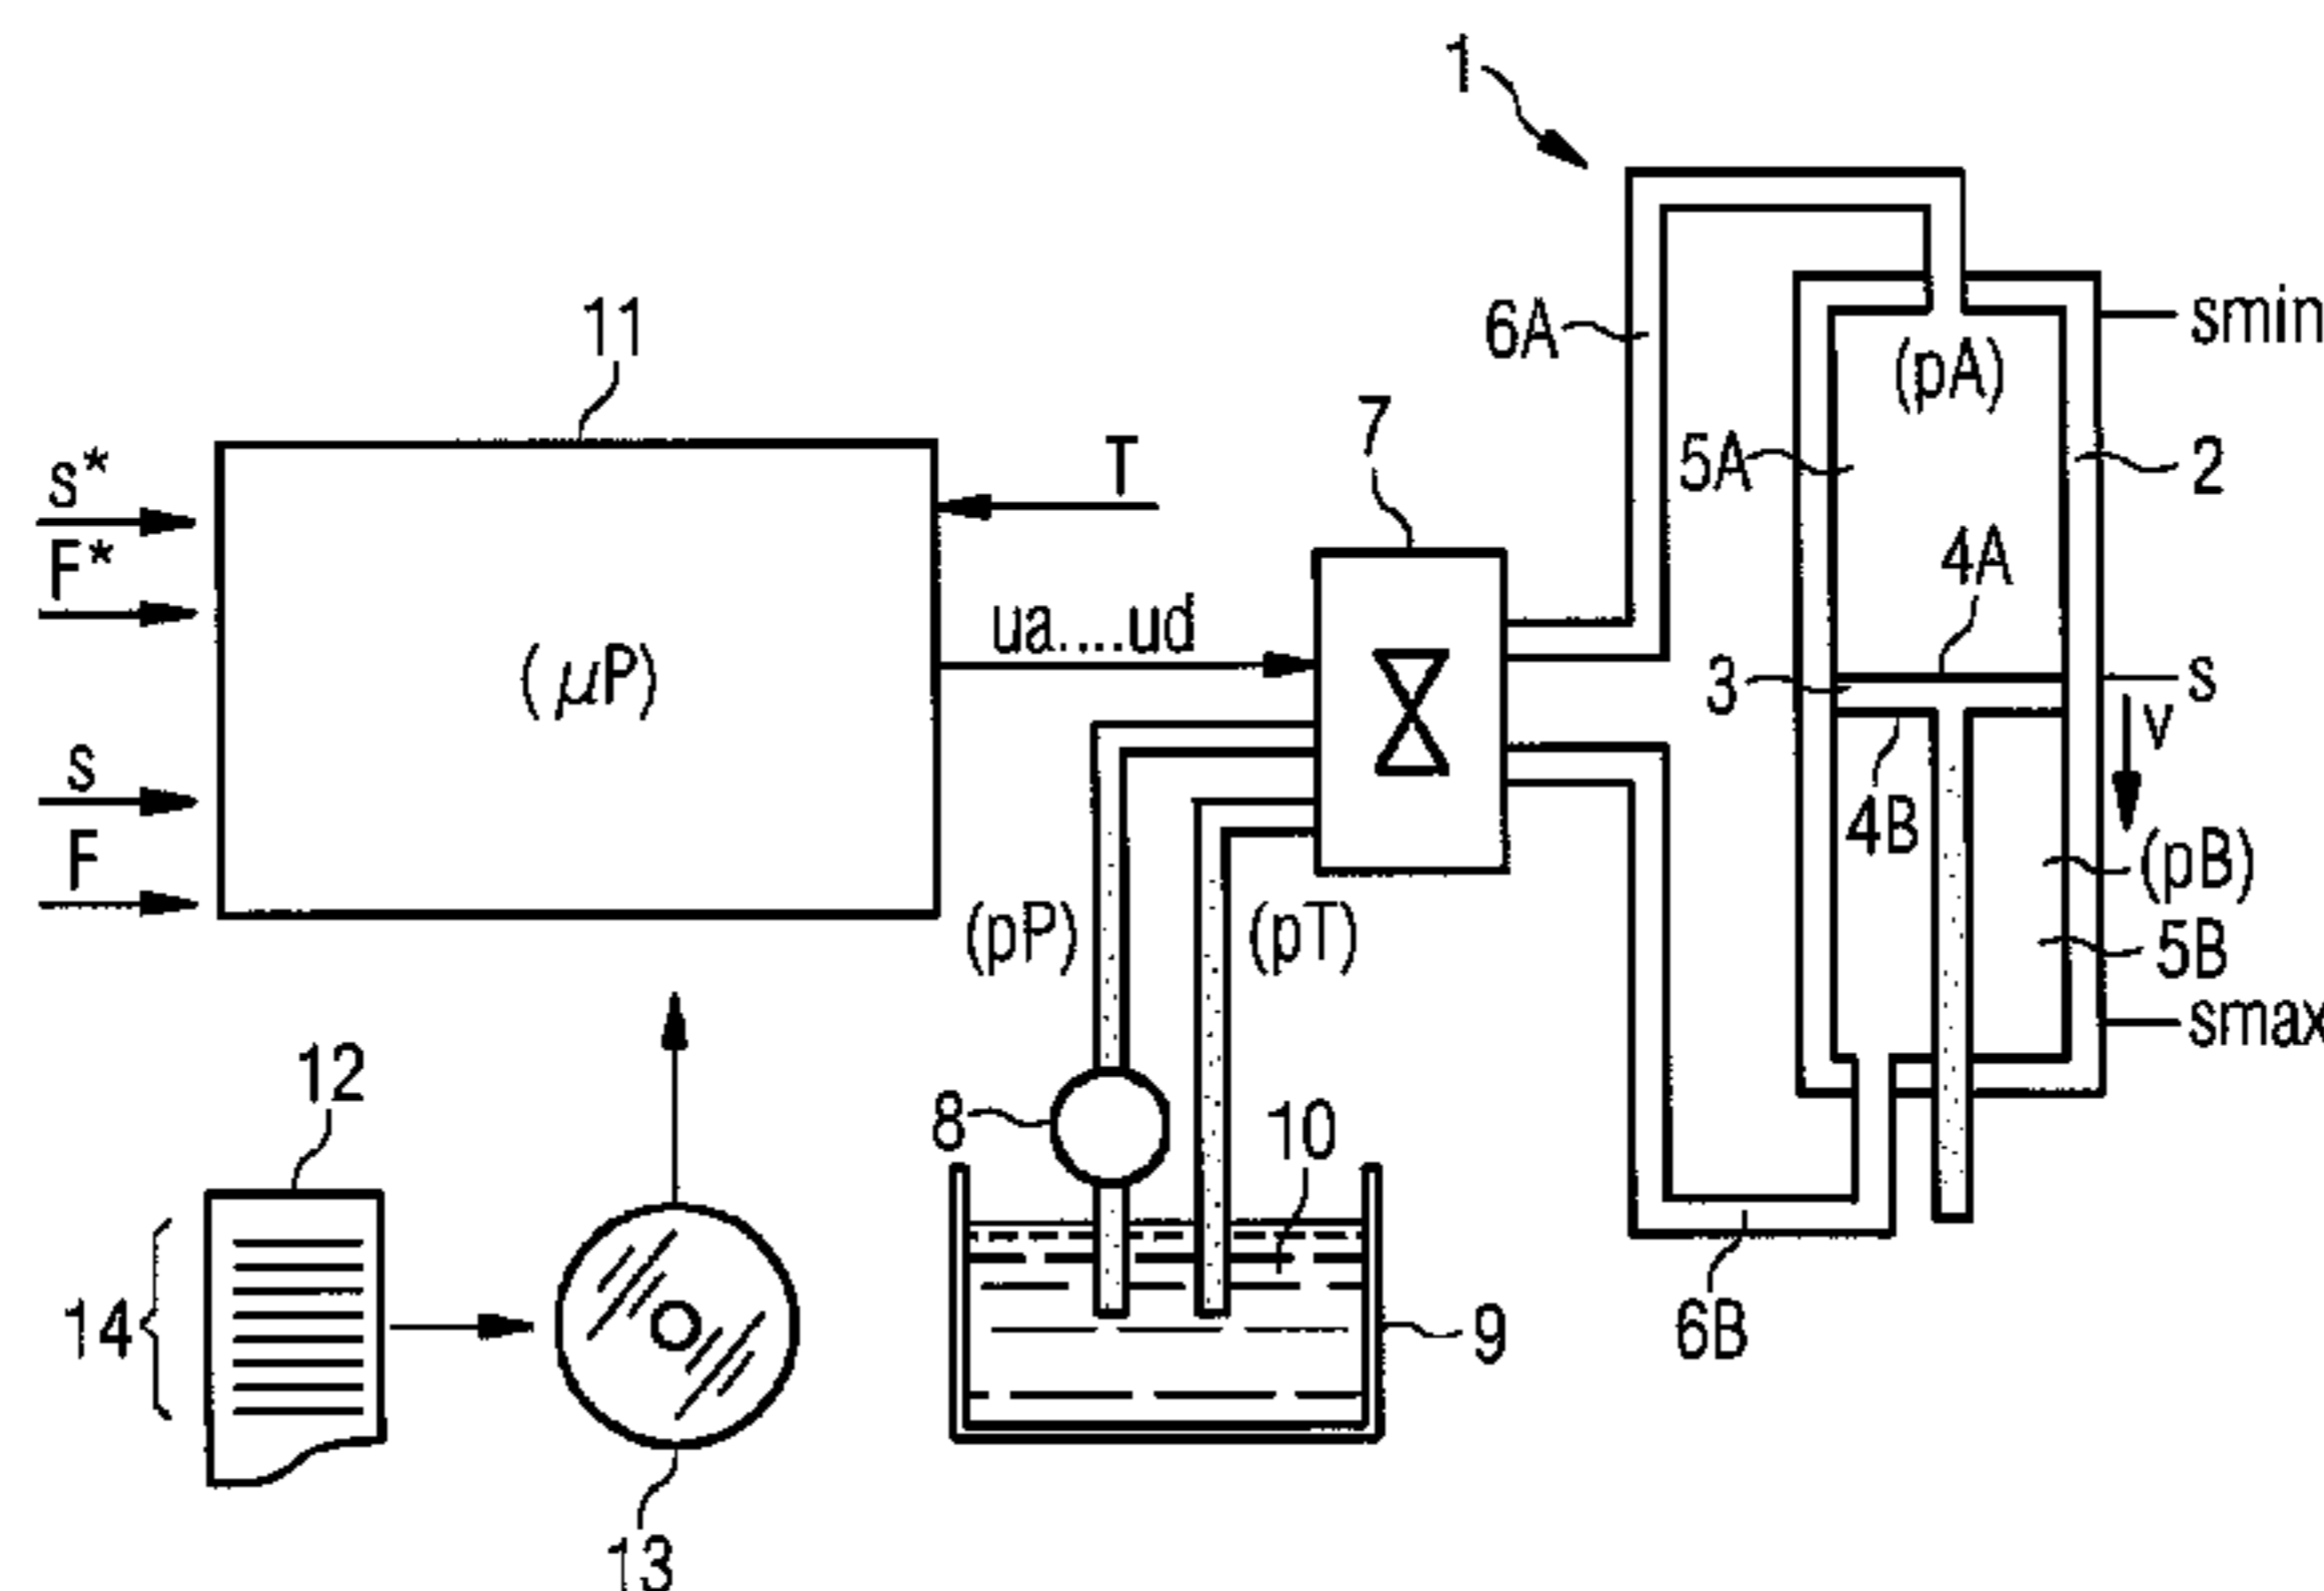 1
smin
11
6A
(pA)
7
s*
T
5A
2
F*
4A
ua....ud
(μP)
3
s
v
s
4B
F
(pB)
(pP)
(pT)
5B
smax
12
8
10
14
9
6B
13